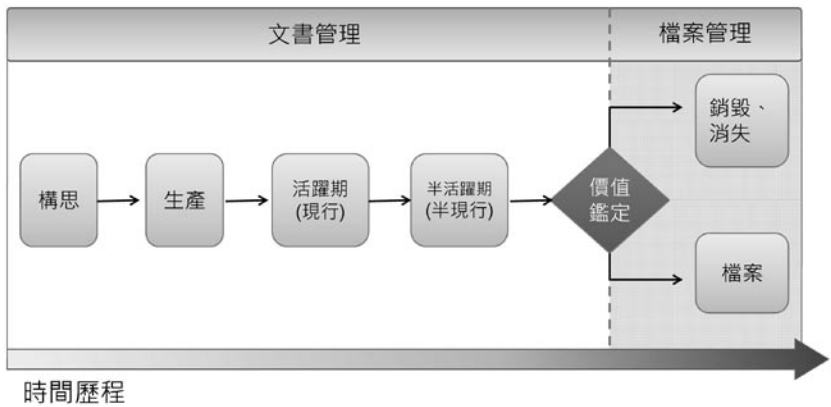 文書管理
檔案管理
構思
生產
活躍期
(現行)
半活躍期
(半現行)
價值
鑑定
銷毀、
消失
檔案
時間歷程